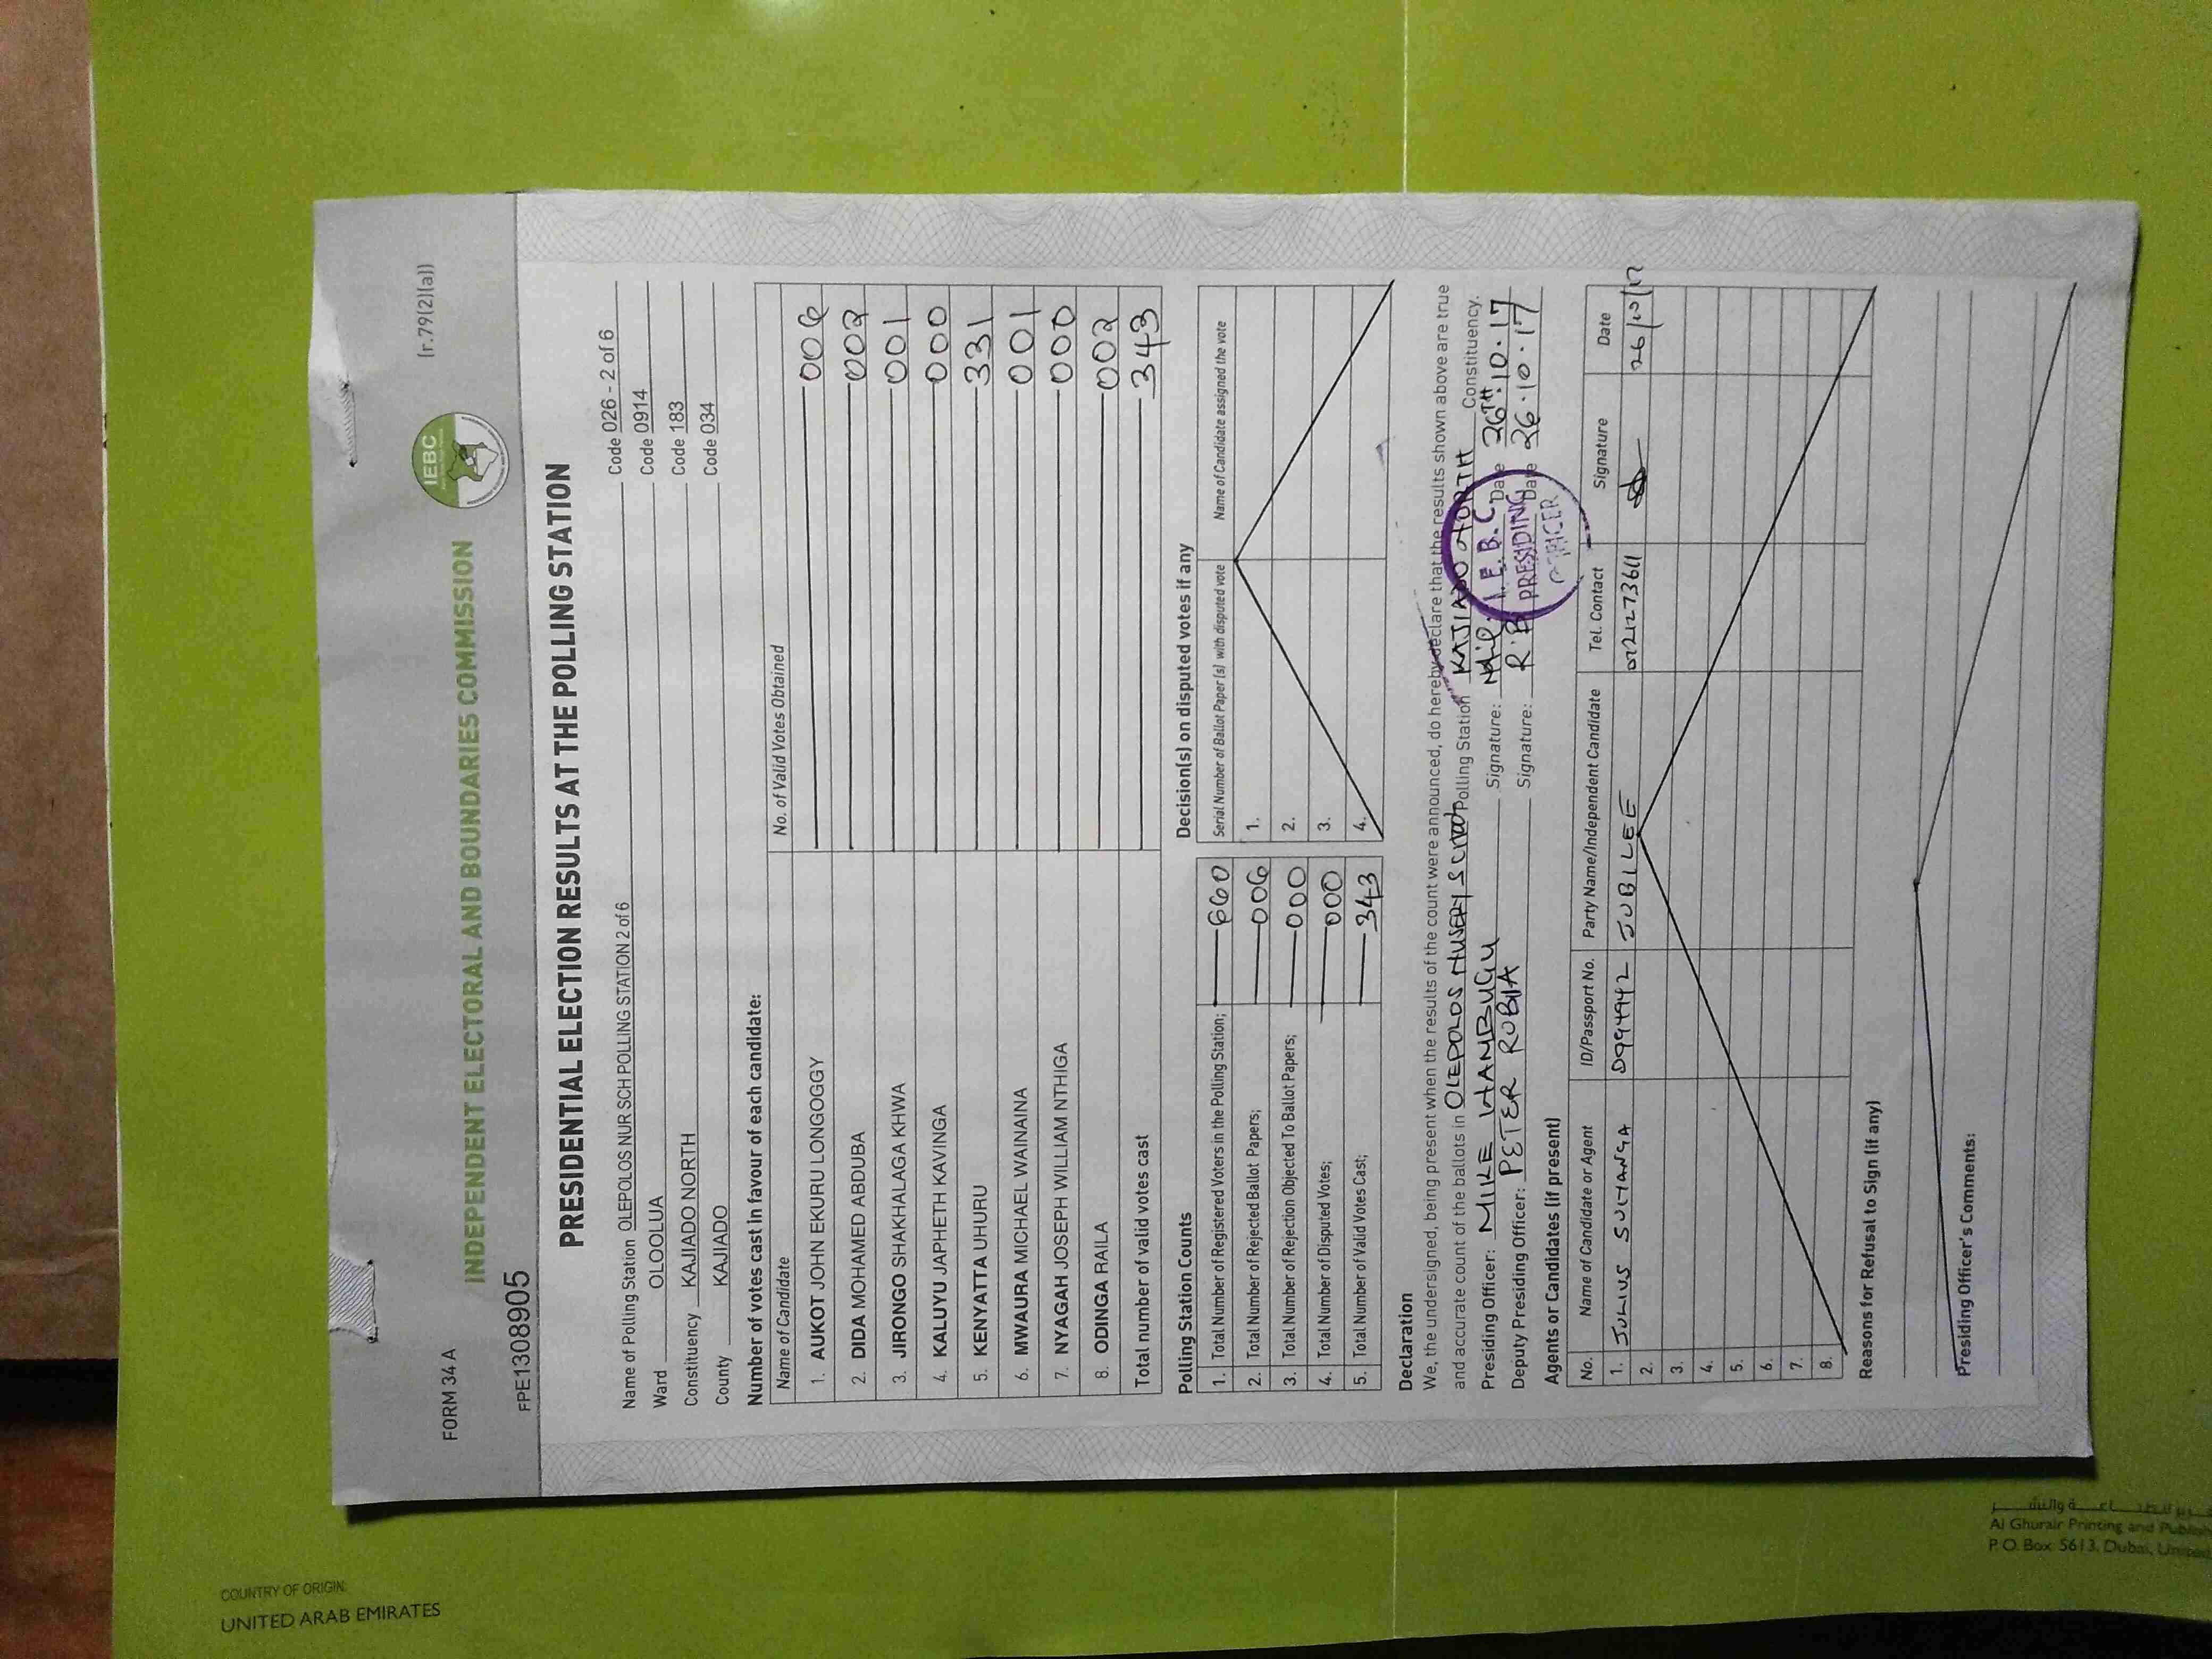 FORM 34 A
(r.79(2)(a))
INDEPENDENT ELECTORAL AND BOUNDARIES COMMISSION
IEBC
FPE13089905
PRESIDENTIAL ELECTION RESULTS AT THE POLLING STATION
Name of Polling Station OLEPOLOS NUR SCH POLLING STATION 2 of 6 Code 026 - 2 of 6
Ward OLOOLUA Code 0914
Constituency KAJIADO NORTH Code 183
County KAJIADO Code 034
Number of votes cast in favour of each candidate:
Name of Candidate No. of Valid Votes Obtained
1. AUKOT JOHN EKURU LONGOGGY 006
2. DIDA MOHAMED ABDUBA 002
3. JIRONGO SHAKHALAGA KHWA 001
4. KALUYU JAPHETH KAVINGA 000
5. KENYATTA UHURU 331
6. MWAURA MICHAEL WAINAINA 001
7. NYAGAH JOSEPH WILLIAM NTHIGA 000
8. ODINGA RAILA 002
Total number of valid votes cast 343
Polling Station Counts
1. Total Number of Registered Voters in the Polling Station; 660
2. Total Number of Rejected Ballot Papers; 006
3. Total Number of Rejection Objected To Ballot Papers; 000
4. Total Number of Disputed Votes; 000
5. Total Number of Valid Votes Cast; 343
Decision(s) on disputed votes if any
Serial Number of Ballot Paper (s) with disputed vote Name of Candidate assigned the vote
1.
2.
3.
4.
Declaration
We, the undersigned, being present when the results of the count were announced, do hereby declare that the results shown above are true
and accurate count of the ballots in OLEPOLOS Polling Station KAJIADO NORTH Constituency.
Presiding Officer: MIKE Signature: Date 26TH.10.17
Deputy Presiding Officer: PETER ROBIA Signature: Date 26.10.17
I.E.B.C.
PRESIDING
OFFICER
Agents or Candidates (if present)
No. Name of Candidate or Agent ID/Passport No. Party Name/Independent Candidate Tel. Contact Signature Date
1. JULIUS JUBILEE 0721273611 26/10/17
2.
3.
4.
5.
6.
7.
8.
Reasons for Refusal to Sign (if any)
Presiding Officer's Comments:
COUNTRY OF ORIGIN:
UNITED ARAB EMIRATES
Al Ghurair Printing and
P. O. Box 5613, Dubai,